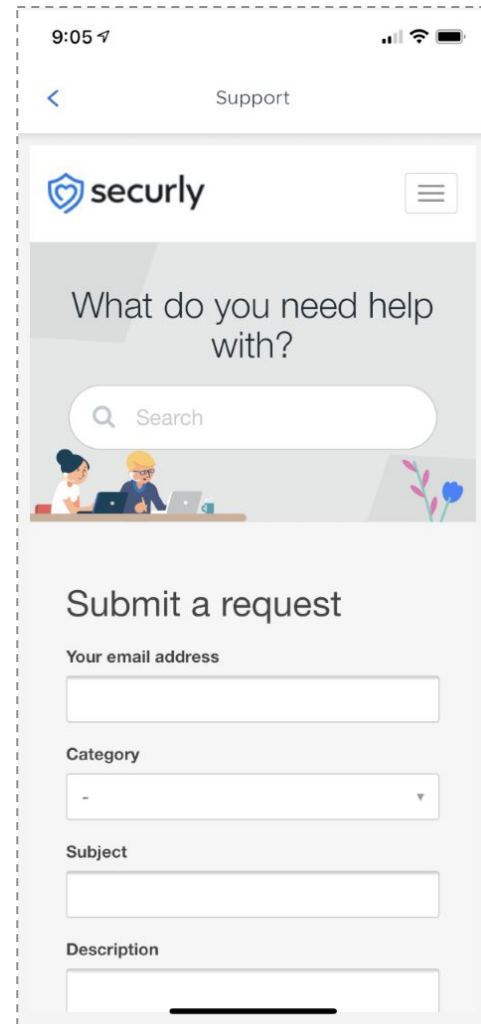 9:05
Support
securly
What do you need help
with?
Search
Submit a request
Your email address
Category
-
Subject
Description